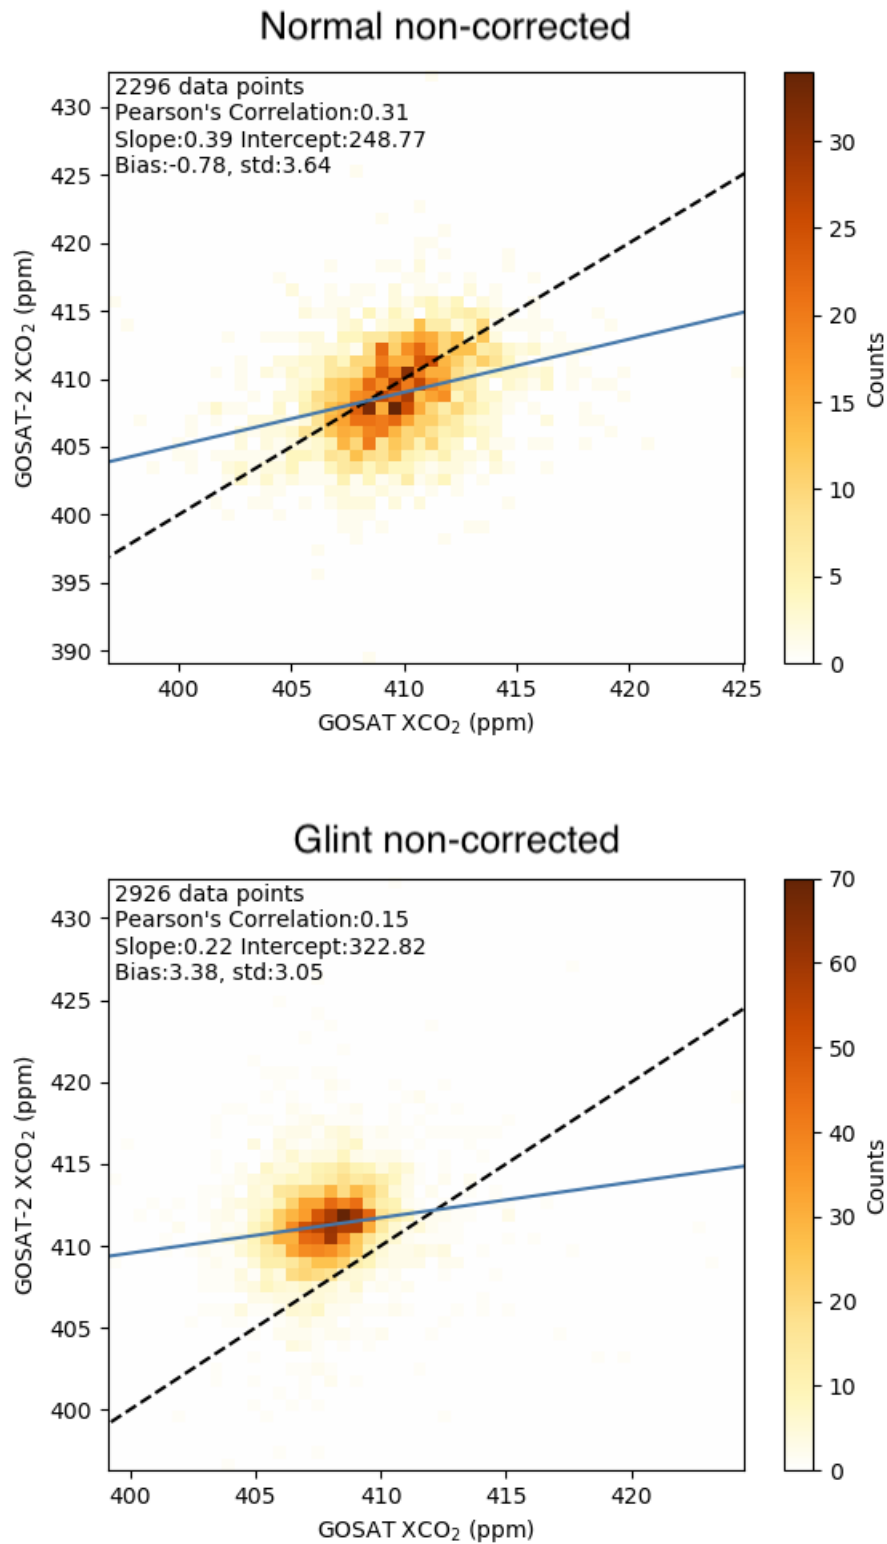 Normal non-corrected
2296 data points
Pearson's Correlation:0.31
Slope:0.39 Intercept:248.77
Bias:-0.78, std:3.64
430
425
420
415
410
405
400
395
390
GOSAT-2 XCO₂ (ppm)
400 405 410 415 420 425
GOSAT XCO₂ (ppm)
30
25
20
15
10
5
0
Counts
Glint non-corrected
2926 data points
Pearson's Correlation:0.15
Slope:0.22 Intercept:322.82
Bias:3.38, std:3.05
430
425
420
415
410
405
400
GOSAT-2 XCO₂ (ppm)
400 405 410 415 420
GOSAT XCO₂ (ppm)
70
60
50
40
30
20
10
0
Counts